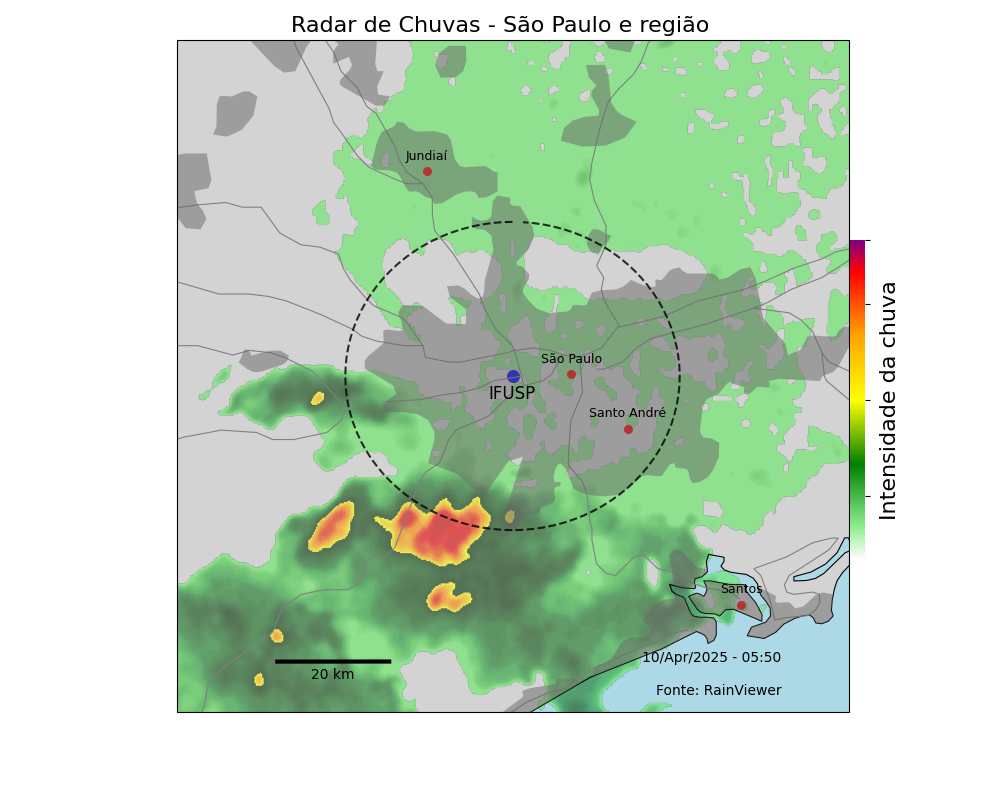 Radar de Chuvas - São Paulo e região
Jundiaí
São Paulo
IFUSP
Santo André
Intensidade da chuva
Santos
10/Apr/2025 - 05:50
20 km
Fonte: RainViewer